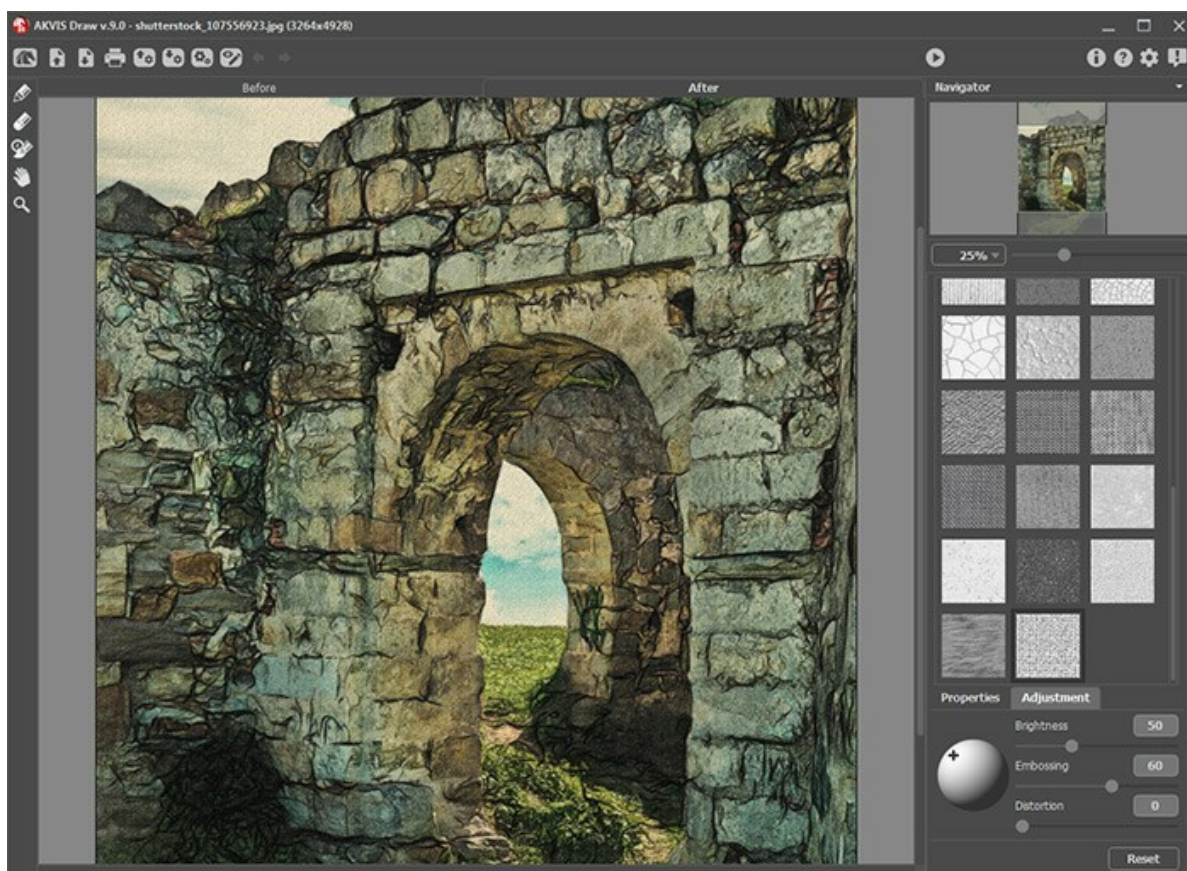 AKVIS Draw v.9.0 - shutterstock_107556923.jpg (3264x4928)
Before
After
Navigator
25%
Properties
Adjustment
Brightness
50
Embossing
60
Distortion
0
Reset